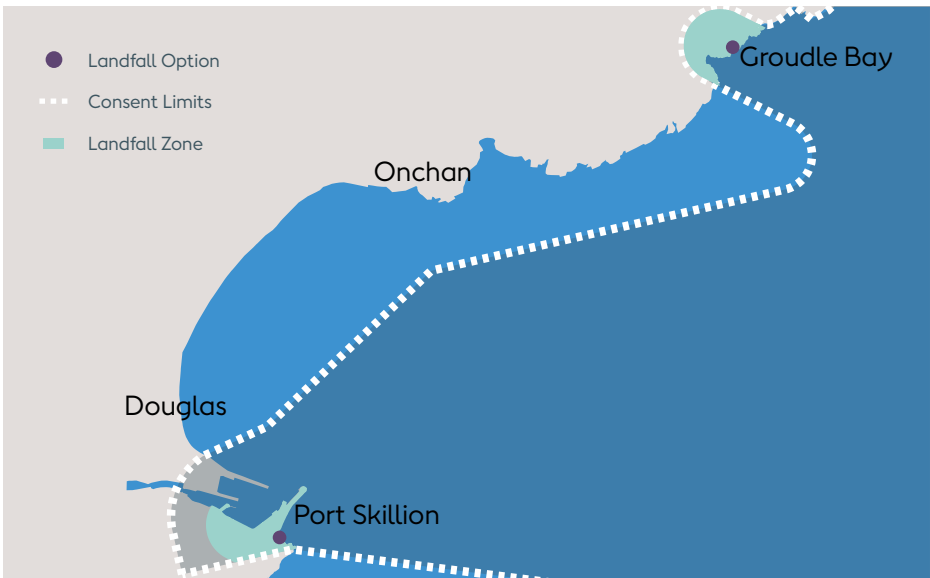 Landfall Option
Consent Limits
Landfall Zone
Groudle Bay
Onchan
Douglas
Port Skillion